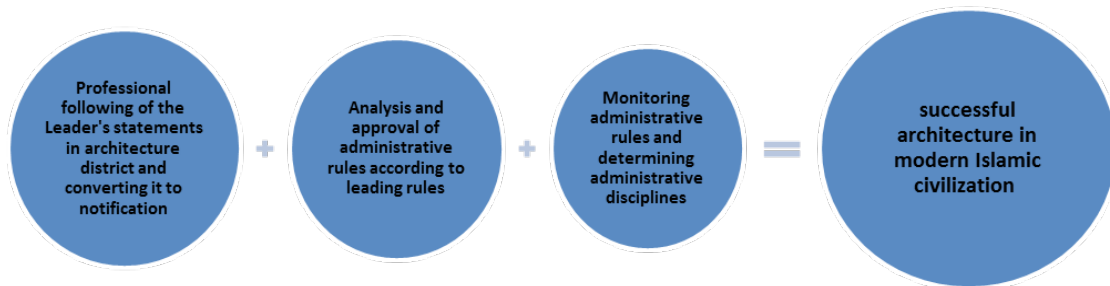 Professional
following of the
Leader's statements
in architecture
district and
converting it to
notification
+
Analysis and
approval of
administrative
rules according to
leading rules
+
Monitoring
administrative
rules and
determining
administrative
disciplines
=
successful
architecture in
modern Islamic
civilization